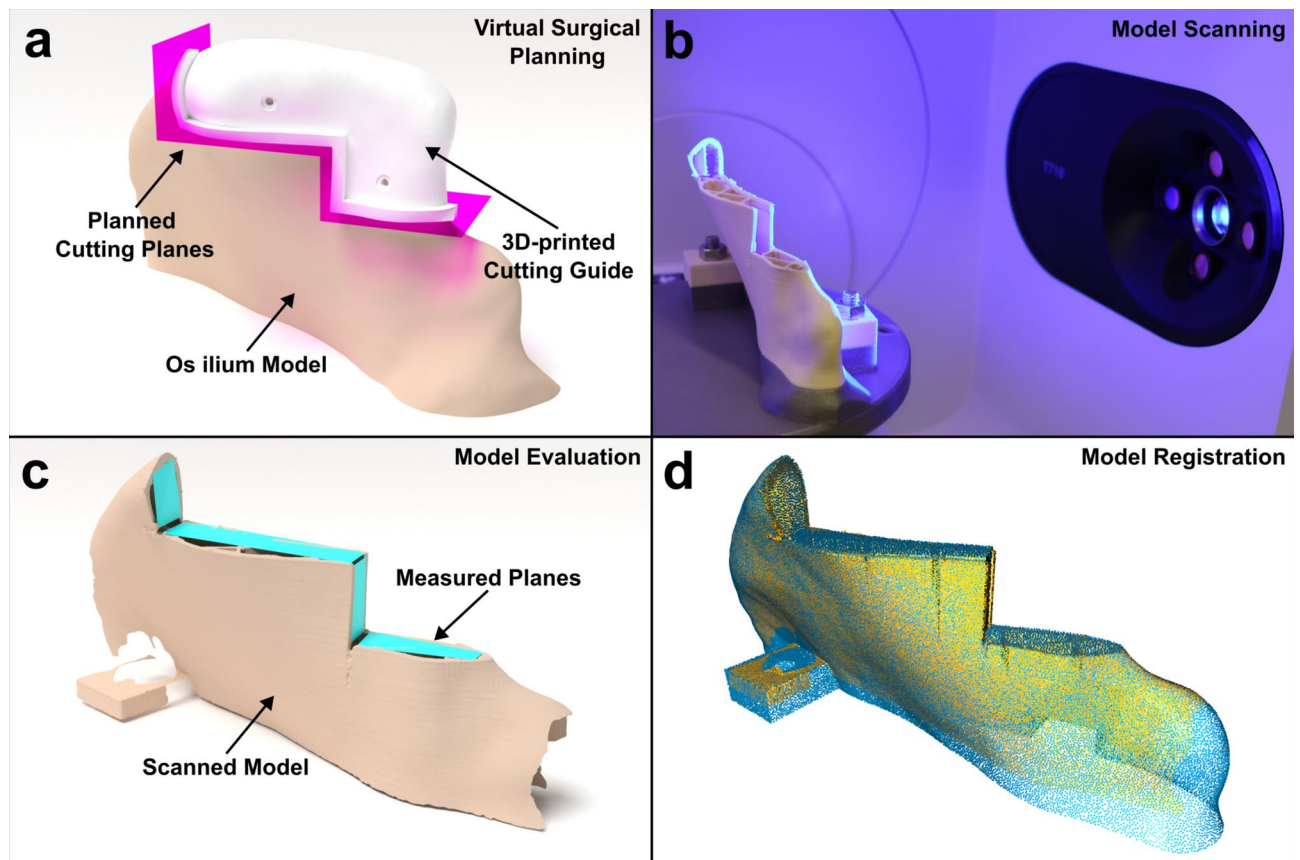 a
Virtual Surgical
Planning
Planned
Cutting Planes
3D-printed
Cutting Guide
Os ilium Model
b
Model Scanning
c
Model Evaluation
Measured Planes
Scanned Model
d
Model Registration